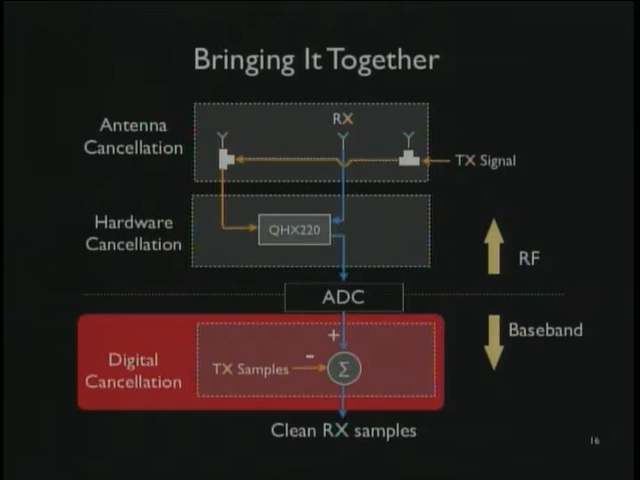 Bringing It Together
Antenna
Cancellation
RX
TX Signal
Hardware
Cancellation
QHX220
RF
ADC
Baseband
Digital
Cancellation
+
-
TX Samples
Σ
Clean RX samples
16